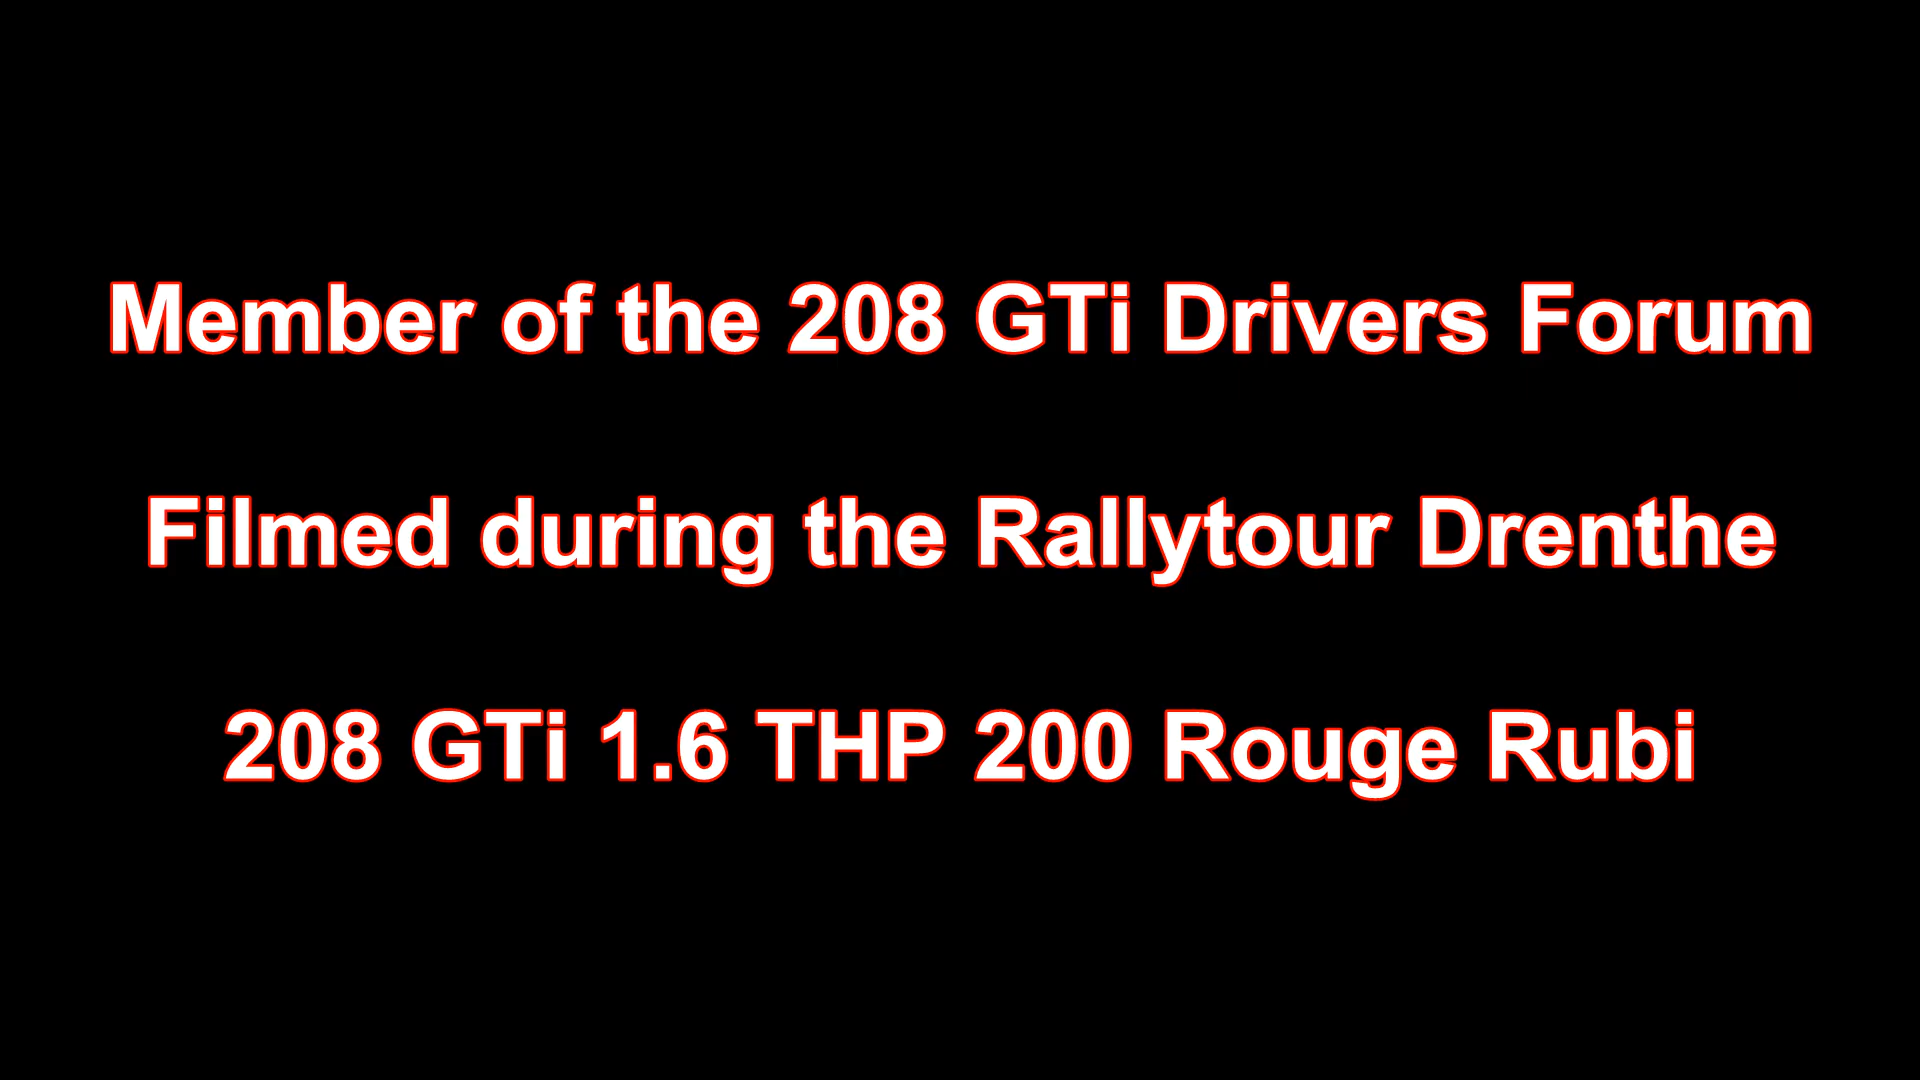 Member of the 208 GTi Drivers Forum
Filmed during the Rallytour Drenthe
208 GTi 1.6 THP 200 Rouge Rubi